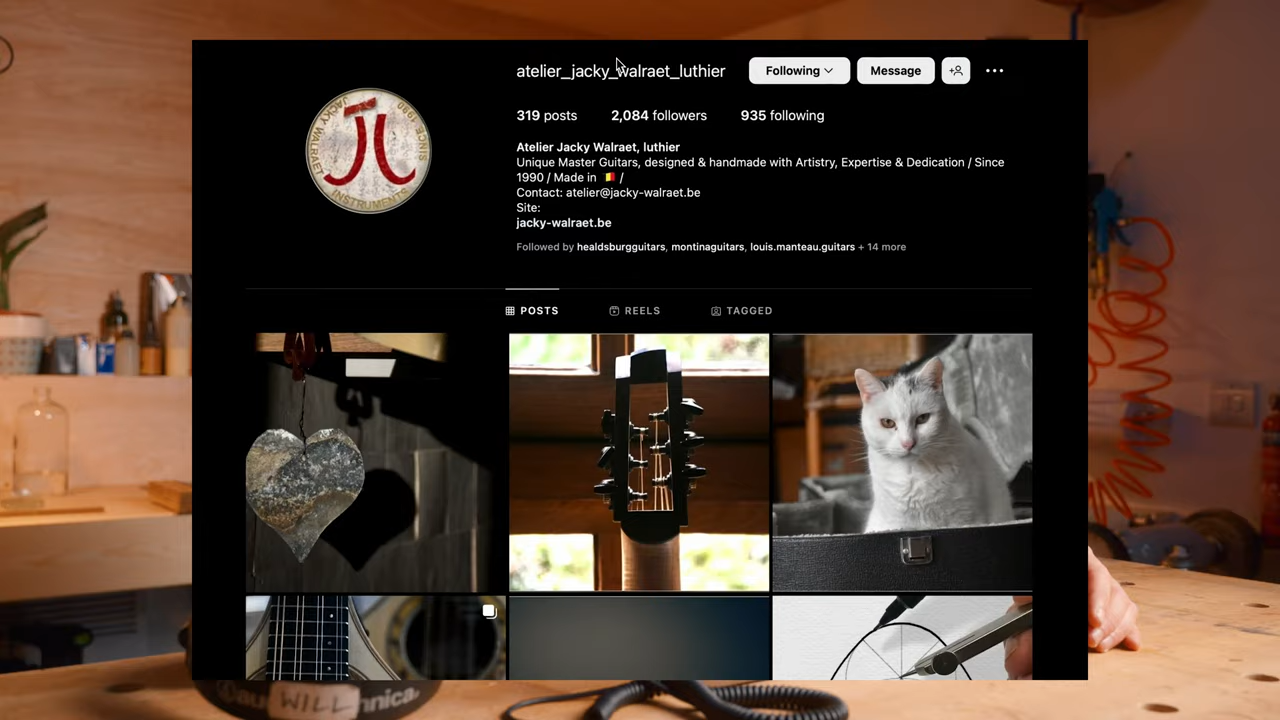 atelier_jacky_walraet_luthier
Following
Message
319 posts
2,084 followers
935 following
Atelier Jacky Walraet, luthier
Unique Master Guitars, designed & handmade with Artistry, Expertise & Dedication / Since
1990 / Made in 🇧🇪 /
Contact: atelier@jacky-walraet.be
Site:
jacky-walraet.be
Followed by healdsburgguitars, montinaguitars, louis.manteau.guitars + 14 more
JACKY WALRAET
SINCE 1990
INSTRUMENTS
POSTS
REELS
TAGGED
WILL